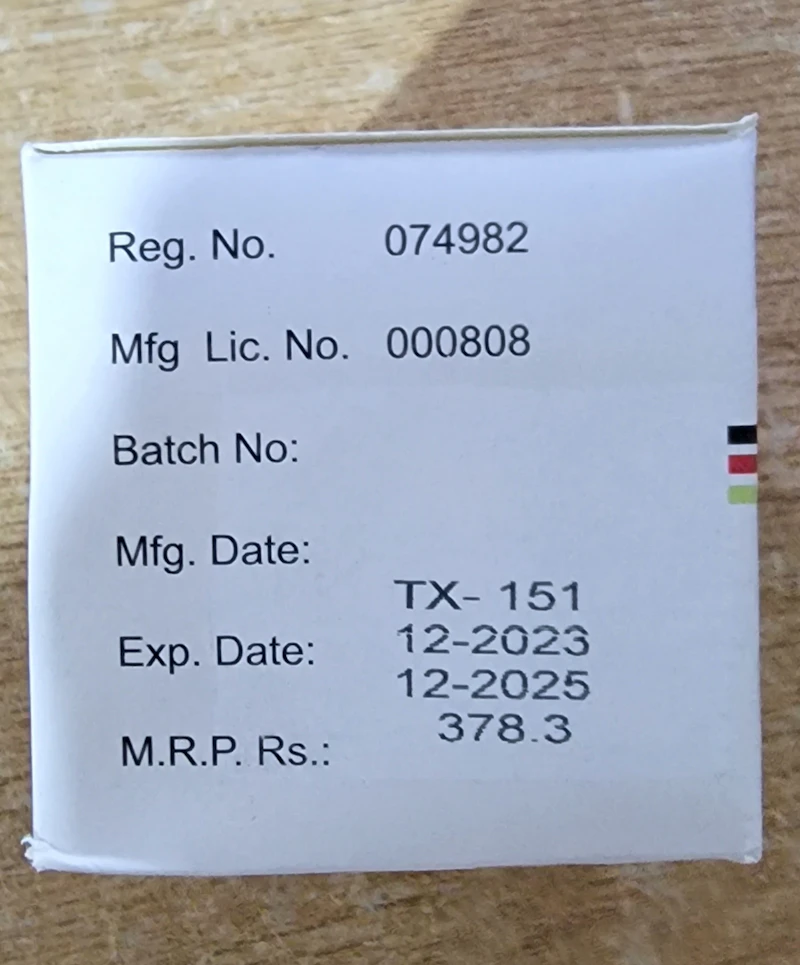 Reg. No. 074982
Mfg Lic. No. 000808
Batch No:
Mfg. Date:
TX- 151
12-2023
Exp. Date:
12-2025
378.3
M.R.P. Rs.: